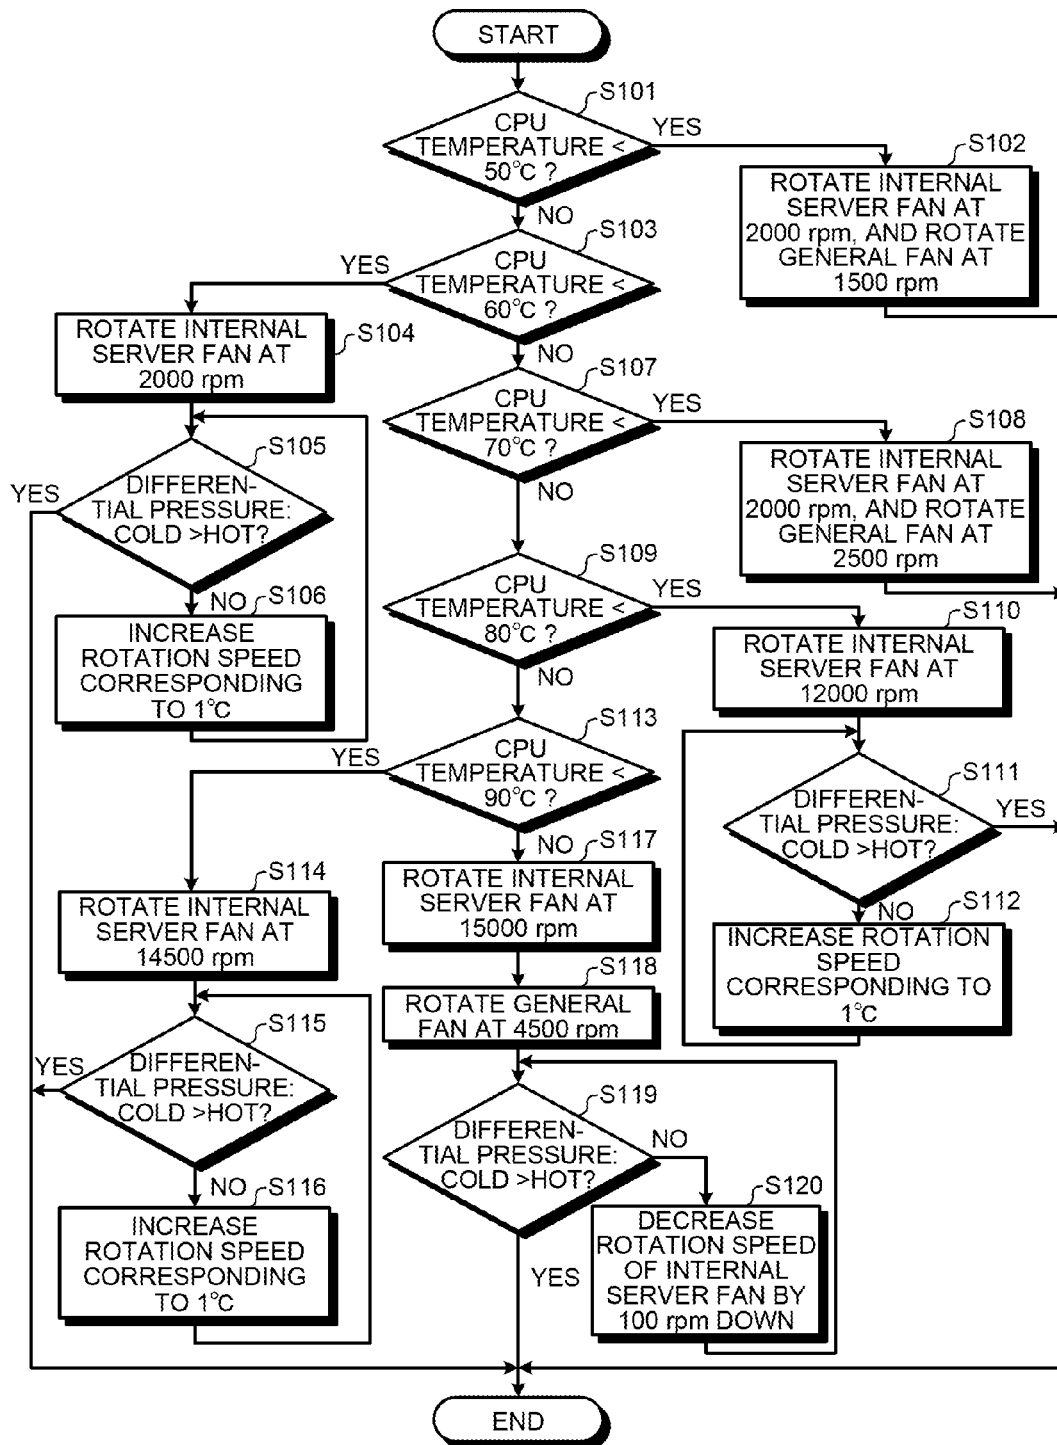 START
S101
CPU
TEMPERATURE <
50°C ?
YES
NO
S102
ROTATE INTERNAL
SERVER FAN AT
2000 rpm, AND ROTATE
GENERAL FAN AT
1500 rpm
S103
CPU
TEMPERATURE <
60°C ?
YES
NO
S104
ROTATE INTERNAL
SERVER FAN AT
2000 rpm
S105
DIFFEREN-
TIAL PRESSURE:
COLD >HOT?
YES
NO
S106
INCREASE
ROTATION SPEED
CORRESPONDING
TO 1°C
S107
CPU
TEMPERATURE <
70°C ?
YES
NO
S108
ROTATE INTERNAL
SERVER FAN AT
2000 rpm, AND ROTATE
GENERAL FAN AT
2500 rpm
S109
CPU
TEMPERATURE <
80°C ?
YES
NO
S110
ROTATE INTERNAL
SERVER FAN AT
12000 rpm
S111
DIFFEREN-
TIAL PRESSURE:
COLD >HOT?
YES
NO
S112
INCREASE ROTATION
SPEED
CORRESPONDING TO
1°C
S113
CPU
TEMPERATURE <
90°C ?
YES
NO
S114
ROTATE INTERNAL
SERVER FAN AT
14500 rpm
S115
DIFFEREN-
TIAL PRESSURE:
COLD >HOT?
YES
NO
S116
INCREASE
ROTATION SPEED
CORRESPONDING
TO 1°C
S117
ROTATE INTERNAL
SERVER FAN AT
15000 rpm
S118
ROTATE GENERAL
FAN AT 4500 rpm
S119
DIFFEREN-
TIAL PRESSURE:
COLD >HOT?
NO
YES
S120
DECREASE
ROTATION SPEED
OF INTERNAL
SERVER FAN BY
100 rpm DOWN
END